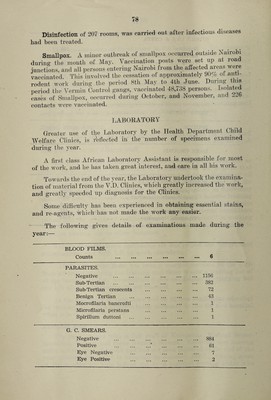 78
Disinfection of 207 rooms, was carried out after infectious diseases
had been treated.
Smallpox. A minor outbreak of smallpox occurred outside Nairobi
during the month of May. Vaccination posts were set up at road
junctions, and all persons entering Nairobi from the affected areas were
vaccinated. This involved the cessation of approximately 90% of anti-
rodent work during the period 8th May to 4th June. During this
period the Vermin Control gangs, vaccinated 48,738 persons. Isolated
cases of Smallpox, occurred during October, and November, and 226
contacts were vaccinated.
LABORATORY
Greater use of the Laboratory by the Health Department Child
Welfare Clinics, is reflected in the number of specimens examined
during the year.
A first class African Laboratory Assistant is responsible for most
of the work, and he has taken great interest, and care in all his work.
Towards the end of the year, the Laboratory undertook the examina-
tion of material from the V.D. Clinics, which greatly increased the work,
and greatly speeded up diagnosis for the Clinics.
Some difficulty has been experienced in obtaining essential stains,
and re-agents, which has not made the work any easier.
The following gives details of examinations made during the
year:—
BLOOD FILMS.
Counts ... ... ... ... ... ... 6
PARASITES.
Negative ... ... ... ... ... 1156
Sub-Tertian ... ... ... ... ...
Sub-Tertian crescents ... ... ... 72
Benign Tertian ... ... ... ... 43
Microfilaria bancrofti ... ... ... 1
Microfilaria perstans ... ... ... 1
Spirillum duttoni ... ... ... ... 1
G. C. SMEARS.
Negative ... ... ... ... ... 894
Positive ... ... ... ... ... 61
Eye Negative ... ... ... ... 7
Eye Positive ... ... ... ... 2